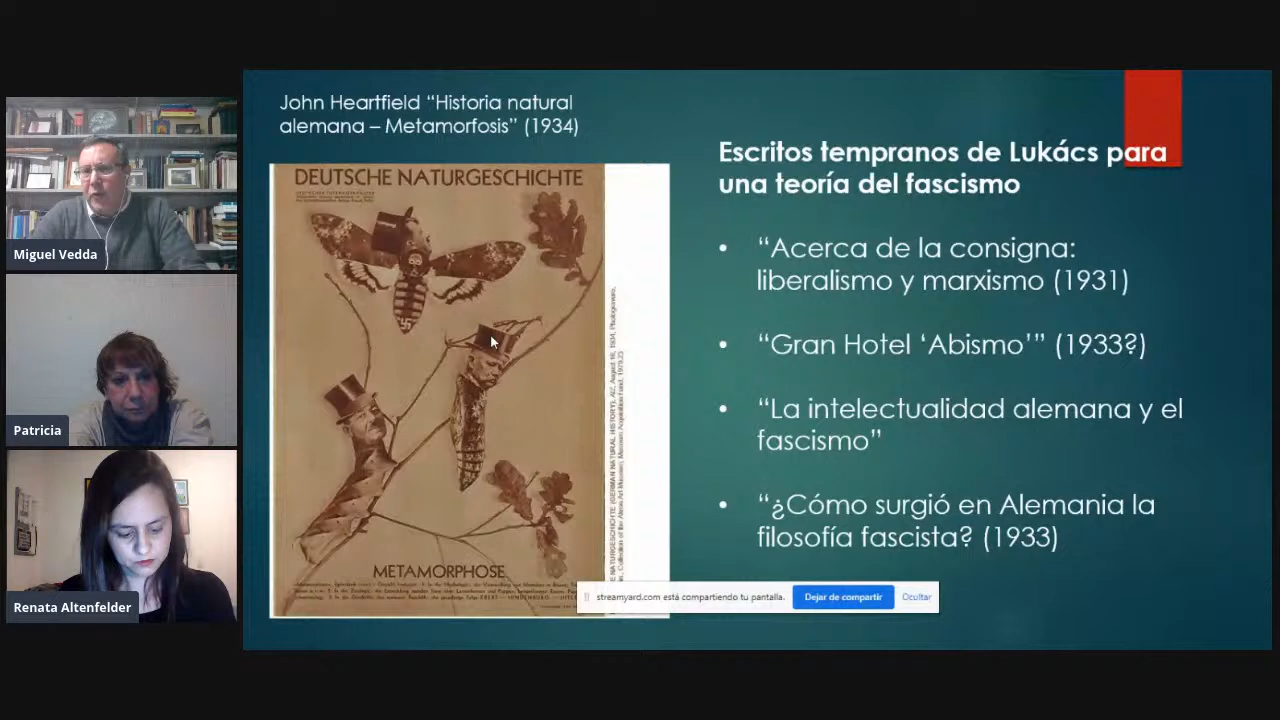 John Heartfield “Historia natural
alemana – Metamorfosis” (1934)
DEUTSCHE NATURGESCHICHTE
METAMORPHOSE
Escritos tempranos de Lukács para
una teoría del fascismo
• “Acerca de la consigna:
liberalismo y marxismo (1931)
• “Gran Hotel ‘Abismo’” (1933?)
• “La intelectualidad alemana y el
fascismo”
• “¿Cómo surgió en Alemania la
filosofía fascista? (1933)
streamyard.com está compartiendo tu pantalla. Dejar de compartir Ocultar
Miguel Vedda
Patricia
Renata Altenfelder